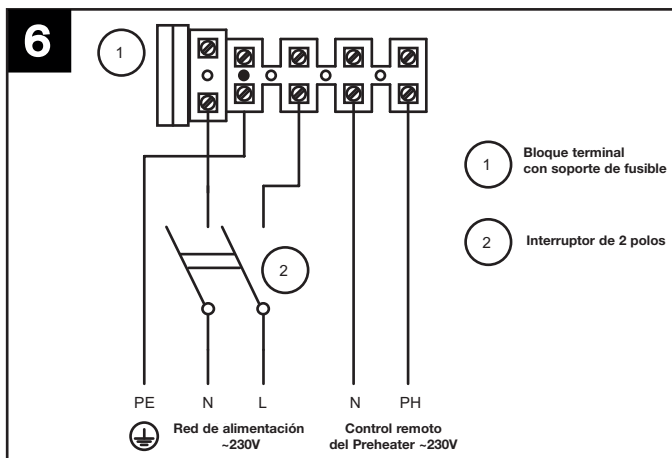 6
1
1
Bloque terminal
con soporte de fusible
2
Interruptor de 2 polos
2
PE
N
L
N
PH
Red de alimentación
~230V
Control remoto
del Preheater ~230V